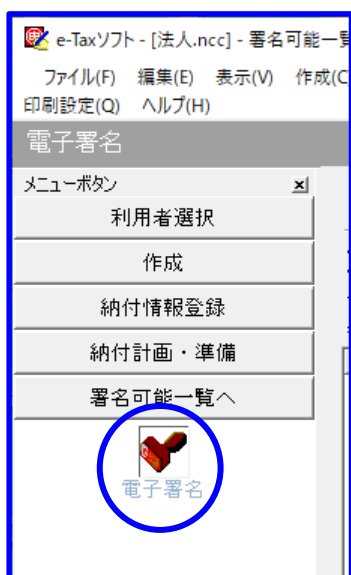 e-Taxソフト - [法人.ncc] - 署名可能一覧
ファイル(F) 編集(E) 表示(V) 作成(C
印刷設定(Q) ヘルプ(H)
電子署名
メニューボタン x
利用者選択
作成
納付情報登録
納付計画・準備
署名可能一覧へ
電子署名